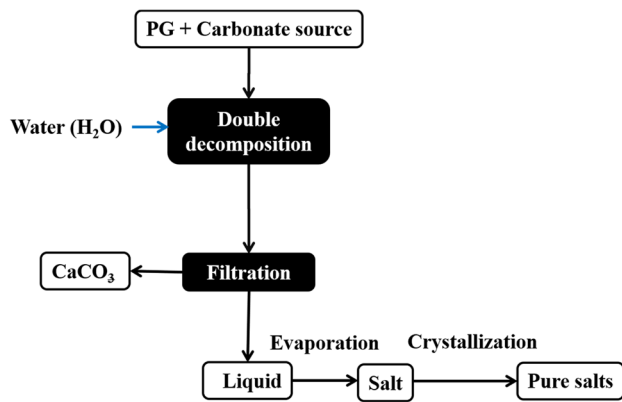 PG + Carbonate source
Water (H₂O)
Double
decomposition
CaCO₃
Filtration
Evaporation
Crystallization
Liquid
Salt
Pure salts